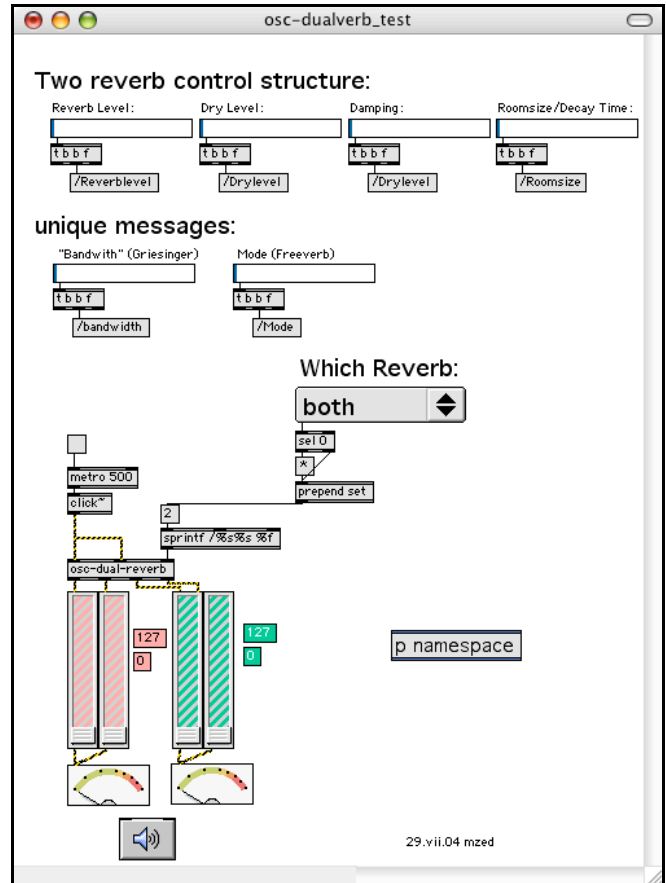 osc-dualverb_test
Two reverb control structure:
Reverb Level: Dry Level: Damping: Roomsize/Decay Time:
t b b f t b b f t b b f t b b f
/Reverblevel /Drylevel /Drylevel /Roomsize
unique messages:
"Bandwith" (Griesinger) Mode (Freeverb)
t b b f t b b f
/bandwidth /Mode
Which Reverb:
both
sel 0
*
metro 500
prepend set
click~
2
sprintf /%s%s %f
osc-dual-reverb
127 127
0 0
p namespace
29.vii.04 mzed